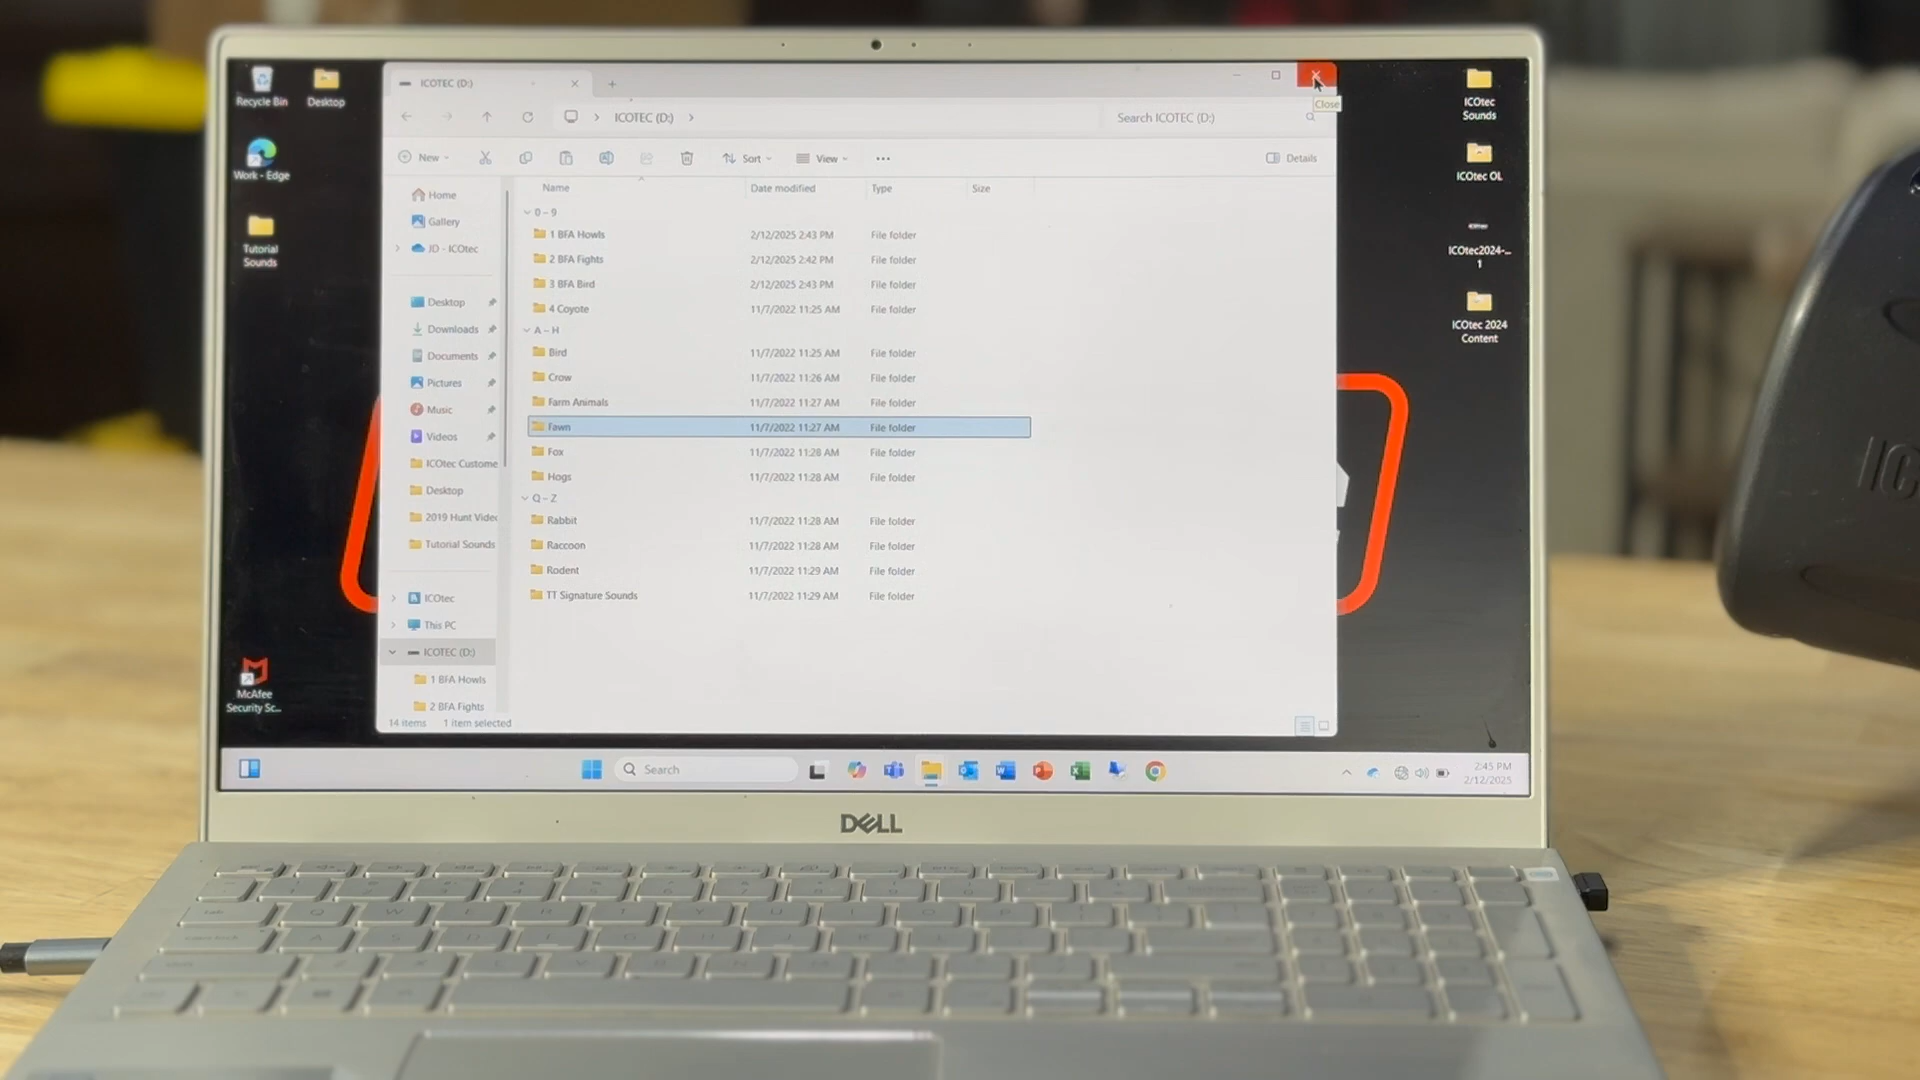 Recycle Bin
Desktop
Work - Edge
Tutorial
Sounds
McAfee
Security Sc...
ICOTEC (D:)
Close
ICOTEC (D:)
Search ICOTEC (D:)
New
Sort
View
Details
Home
Gallery
JD - ICOtec
Desktop
Downloads
Documents
Pictures
Music
Videos
ICOtec Custome
Desktop
2019 Hunt Videc
Tutorial Sounds
ICOtec
This PC
ICOTEC (D:)
1 BFA Howls
2 BFA Fights
14 items 1 item selected
Name Date modified Type Size
0 – 9
1 BFA Howls 2/12/2025 2:43 PM File folder
2 BFA Fights 2/12/2025 2:42 PM File folder
3 BFA Bird 2/12/2025 2:43 PM File folder
4 Coyote 11/7/2022 11:25 AM File folder
A – H
Bird 11/7/2022 11:25 AM File folder
Crow 11/7/2022 11:26 AM File folder
Farm Animals 11/7/2022 11:27 AM File folder
Fawn 11/7/2022 11:27 AM File folder
Fox 11/7/2022 11:28 AM File folder
Hogs 11/7/2022 11:28 AM File folder
Q – Z
Rabbit 11/7/2022 11:28 AM File folder
Raccoon 11/7/2022 11:28 AM File folder
Rodent 11/7/2022 11:29 AM File folder
TT Signature Sounds 11/7/2022 11:29 AM File folder
ICOtec
Sounds
ICOtec OL
ICOtec2024-...
1
ICOtec 2024
Content
Search
2:45 PM
2/12/2025
DELL